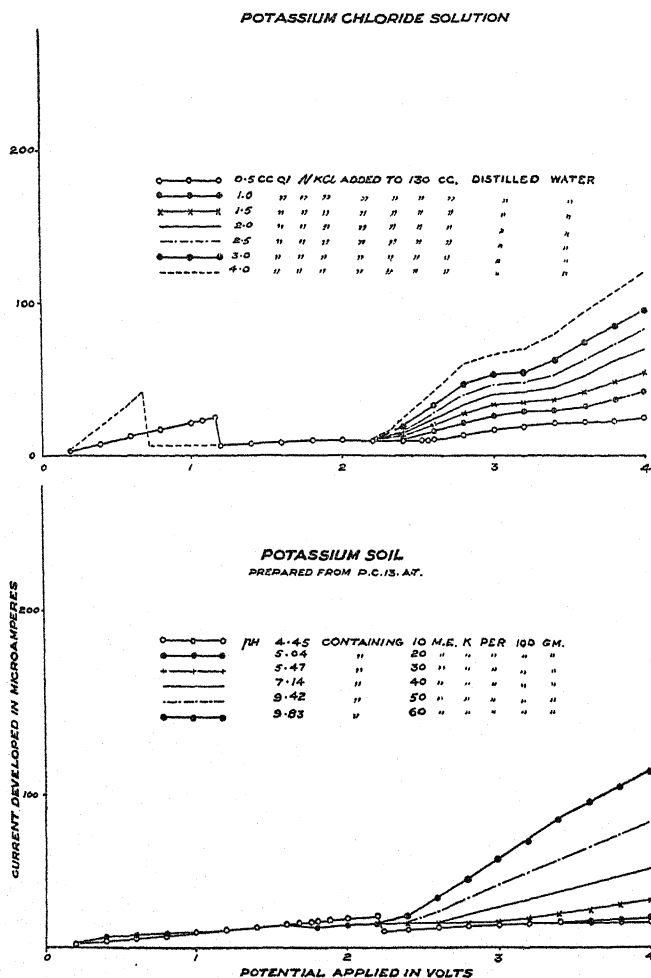 POTASSIUM CHLORIDE SOLUTION
200
100
0
0 1 2 3 4
0.5 CC 0.1 N KCl ADDED TO 130 CC. DISTILLED WATER
1.0 " " " " " " " " "
1.5 " " " " " " " " "
2.0 " " " " " " " " "
2.5 " " " " " " " " "
3.0 " " " " " " " " "
4.0 " " " " " " " " "
POTASSIUM SOIL
PREPARED FROM P.C.13.A.T.
CURRENT DEVELOPED IN MICROAMPERES
200
100
pH 4.45 CONTAINING 10 M.E. K PER 100 GM.
5.04 " 20 " " " " "
5.47 " 30 " " " " "
7.14 " 40 " " " " "
9.42 " 50 " " " " "
9.83 " 60 " " " " "
0 1 2 3 4
POTENTIAL APPLIED IN VOLTS